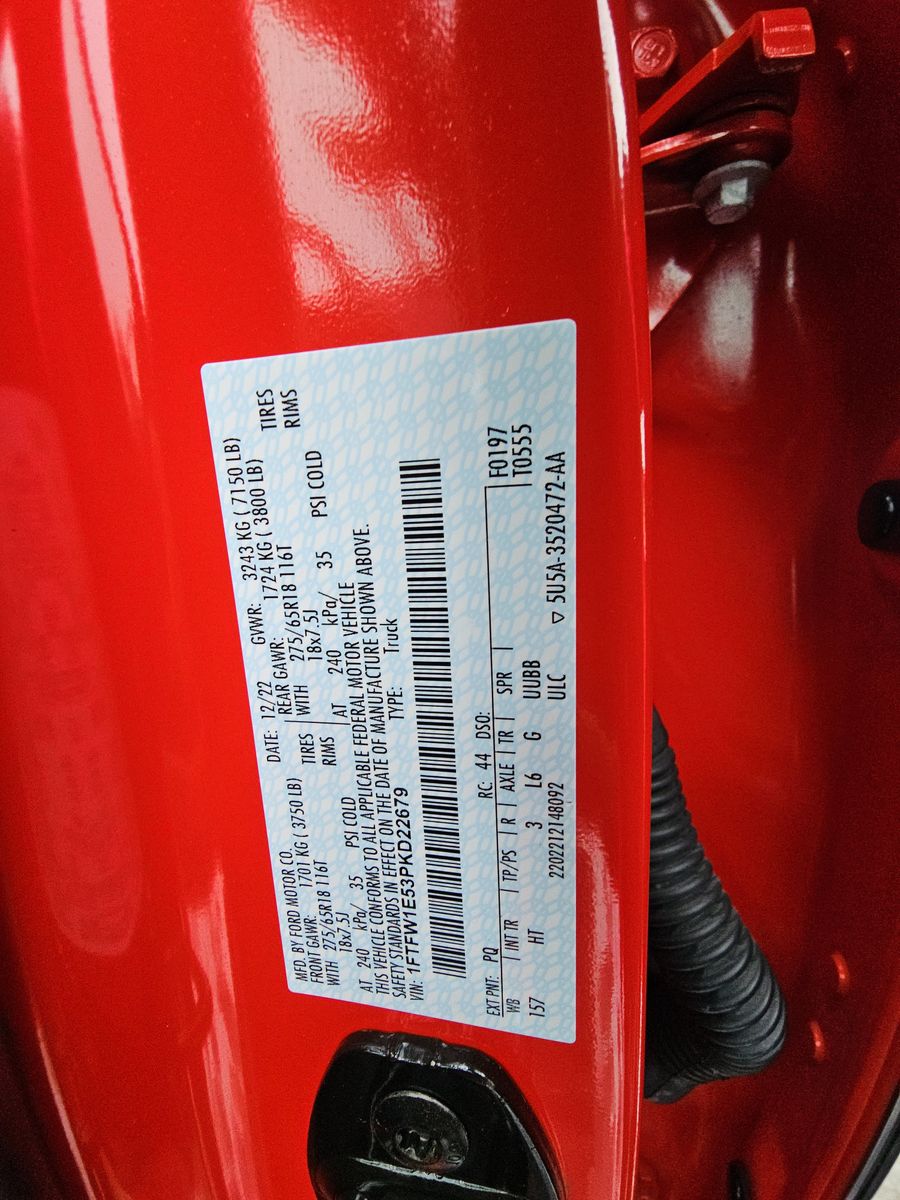 MFD. BY FORD MOTOR CO.
DATE: 12/22 GVWR: 3243 KG ( 7150 LB)
FRONT GAWR: 1701 KG ( 3750 LB) REAR GAWR: 1724 KG ( 3800 LB)
WITH 275/65R18 116T TIRES WITH 275/65R18 116T TIRES
18x7.5J RIMS 18x7.5J RIMS
AT 240 kPa/ 35 PSI COLD AT 240 kPa/ 35 PSI COLD
THIS VEHICLE CONFORMS TO ALL APPLICABLE FEDERAL MOTOR VEHICLE
SAFETY STANDARDS IN EFFECT ON THE DATE OF MANUFACTURE SHOWN ABOVE.
VIN: 1FTFW1E53PKD22679 TYPE: Truck
EXT PNT: PQ RC: 44 DSO: F0197
WB INT TR TP/PS R AXLE TR SPR T0555
157 HT 3 L6 G UUBB
2202212148092 ULC ▽ 5U5A-3520472-AA